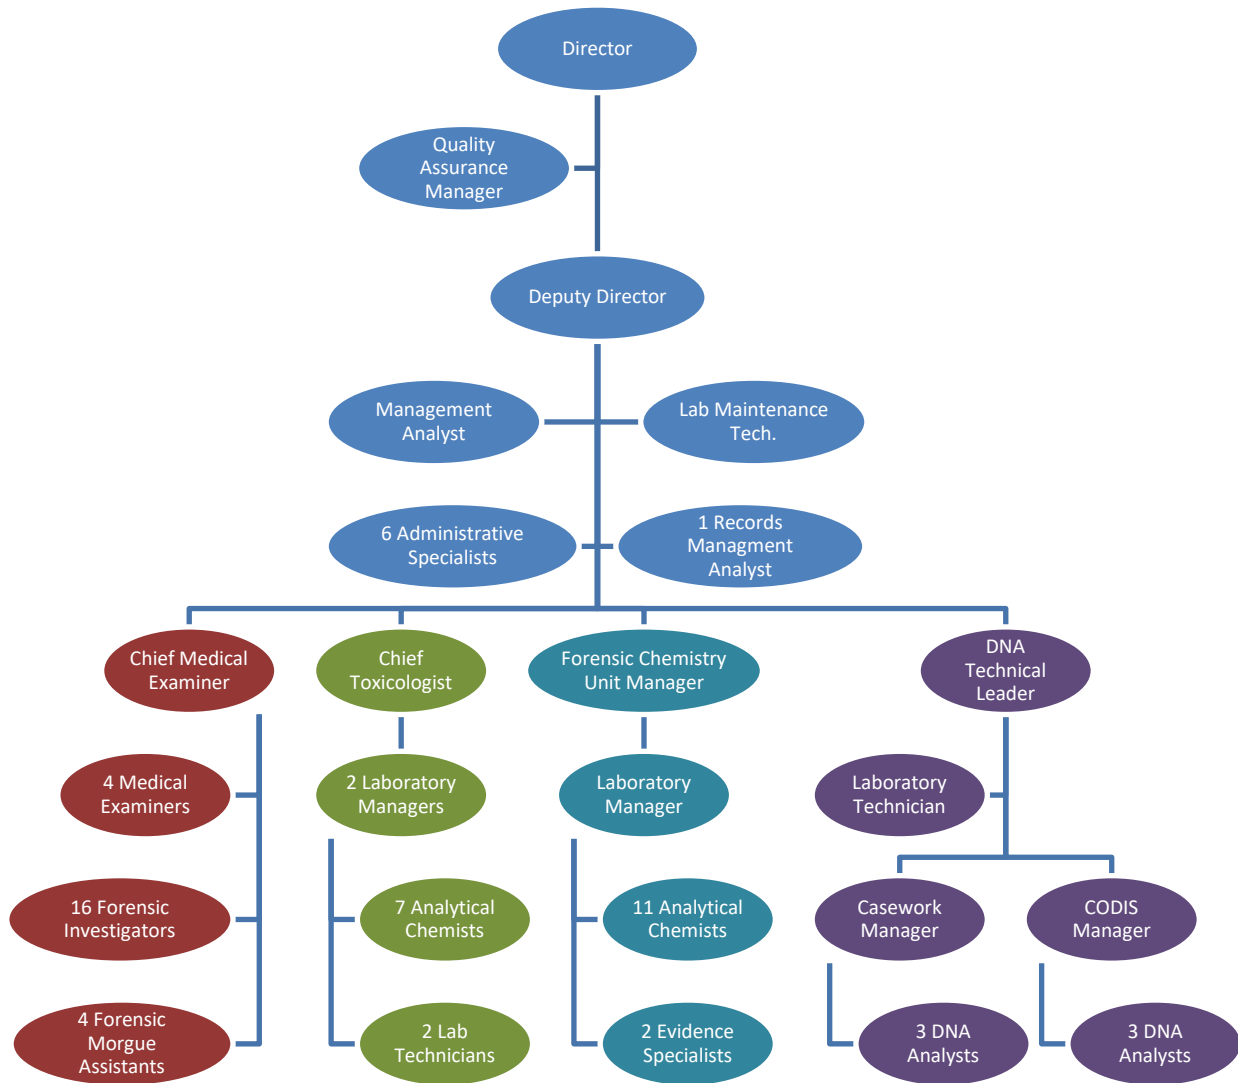 Director
Quality
Assurance
Manager
Deputy Director
Management
Analyst
Lab Maintenance
Tech.
6 Administrative
Specialists
1 Records
Managment
Analyst
Chief Medical
Examiner
Chief
Toxicologist
Forensic Chemistry
Unit Manager
DNA
Technical
Leader
4 Medical
Examiners
2 Laboratory
Managers
Laboratory
Manager
Laboratory
Technician
16 Forensic
Investigators
7 Analytical
Chemists
11 Analytical
Chemists
Casework
Manager
CODIS
Manager
4 Forensic
Morgue
Assistants
2 Lab
Technicians
2 Evidence
Specialists
3 DNA
Analysts
3 DNA
Analysts